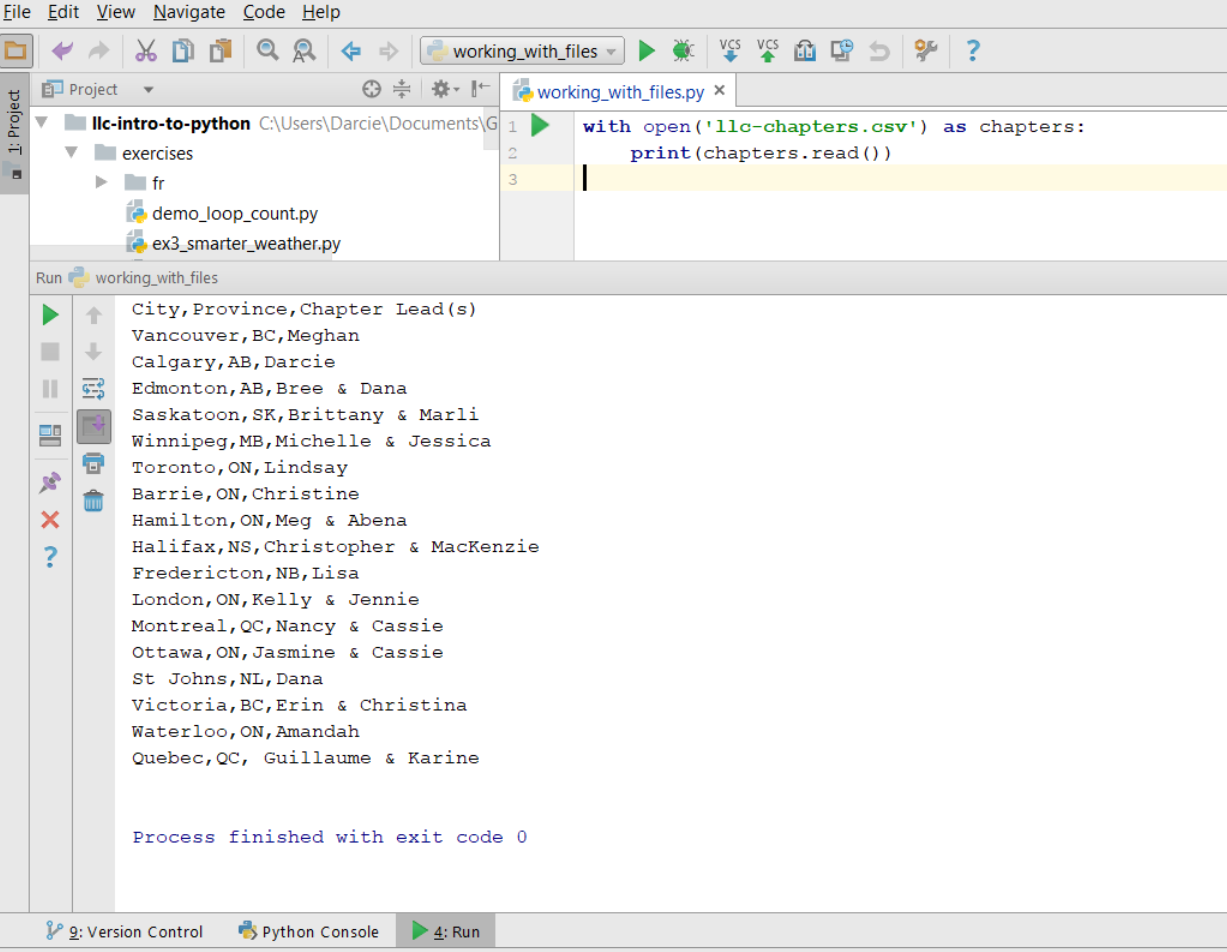 File Edit View Navigate Code Help
working_with_files VCS VCS ?
1: Project
Project
working_with_files.py
llc-intro-to-python C:\Users\Darcie\Documents\G
exercises
fr
demo_loop_count.py
ex3_smarter_weather.py
1 with open('llc-chapters.csv') as chapters:
2     print(chapters.read())
3
Run working_with_files
City,Province,Chapter Lead(s)
Vancouver,BC,Meghan
Calgary,AB,Darcie
Edmonton,AB,Bree & Dana
Saskatoon,SK,Brittany & Marli
Winnipeg,MB,Michelle & Jessica
Toronto,ON,Lindsay
Barrie,ON,Christine
Hamilton,ON,Meg & Abena
Halifax,NS,Christopher & MacKenzie
Fredericton,NB,Lisa
London,ON,Kelly & Jennie
Montreal,QC,Nancy & Cassie
Ottawa,ON,Jasmine & Cassie
St Johns,NL,Dana
Victoria,BC,Erin & Christina
Waterloo,ON,Amandah
Quebec,QC, Guillaume & Karine
Process finished with exit code 0
?
9: Version Control Python Console 4: Run